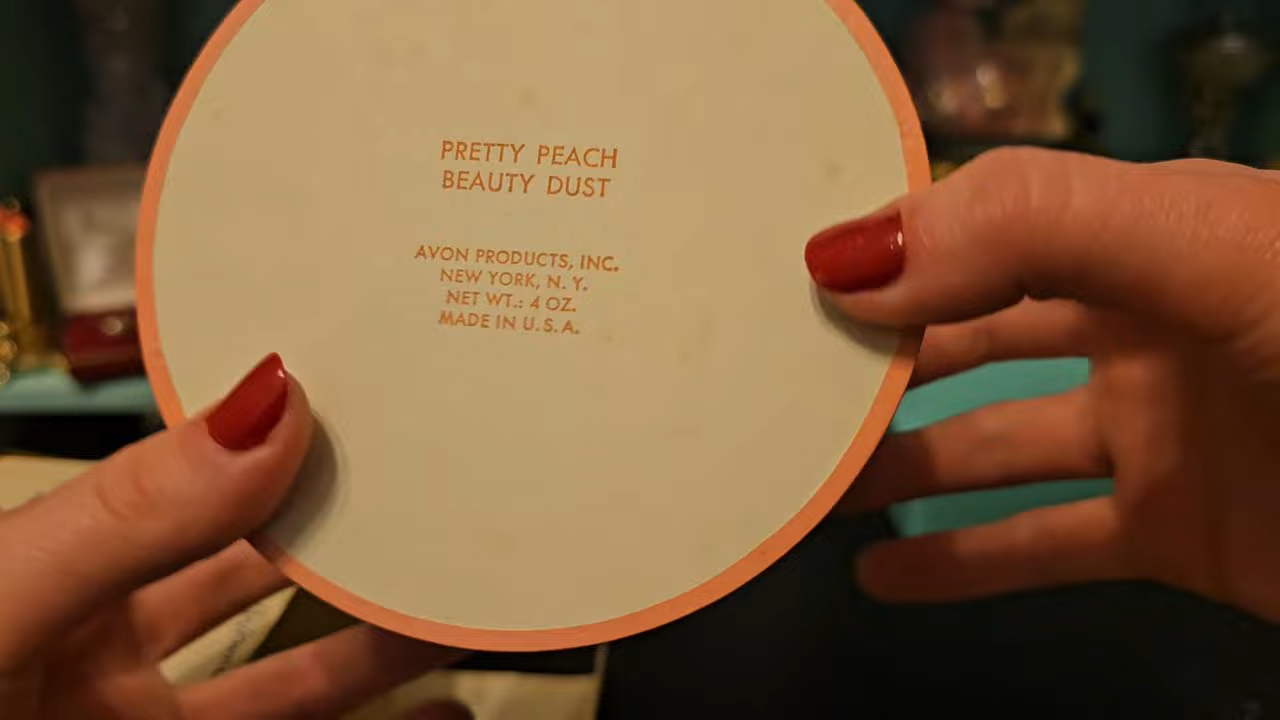 PRETTY PEACH
BEAUTY DUST
AVON PRODUCTS, INC.
NEW YORK, N. Y.
NET WT.: 4 OZ.
MADE IN U. S. A.